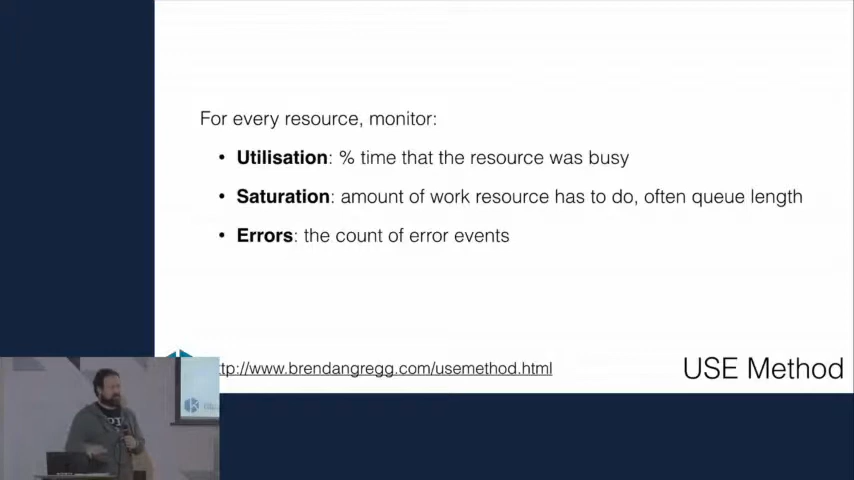 For every resource, monitor:
• Utilisation: % time that the resource was busy
• Saturation: amount of work resource has to do, often queue length
• Errors: the count of error events
tp://www.brendangregg.com/usemethod.html
USE Method